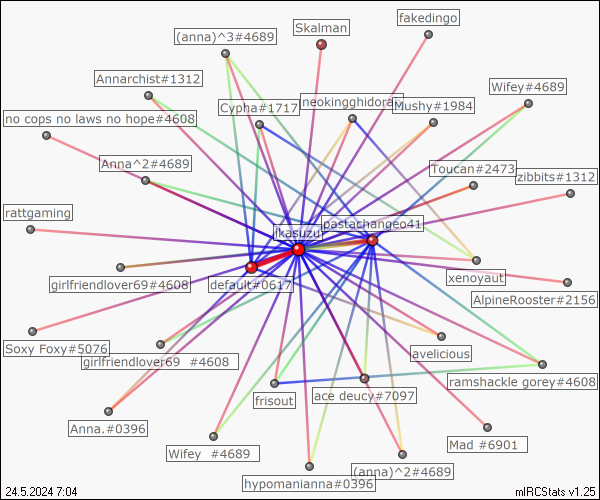 Skalman
fakedingo
(anna)^3#4689
Annarchist#1312
Wifey#4689
Cypha#1717
neokingghidorah
Mushy#1984
no cops no laws no hope#4608
Anna^2#4689
Toucan#2473
zibbits#1312
rattgaming
pastachangeo41
ikasuzu
xenoyaut
girlfriendlover69#4608
default#0617
AlpineRooster#2156
Soxy Foxy#5076
girlfriendlover69 #4608
lavelicious
ramshackle gorey#4608
frisout
ace deucy#7097
Anna.#0396
Mad #6901
Wifey #4689
(anna)^2#4689
hypomanianna#0396
24.5.2024 7:04
mIRCStats v1.25